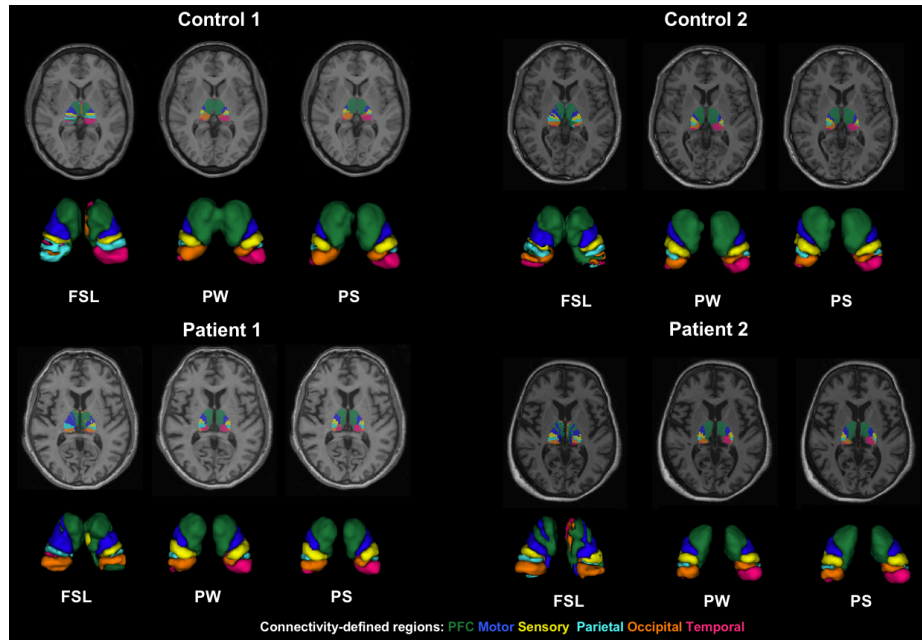 Control 1
Control 2
FSL PW PS
FSL PW PS
Patient 1
Patient 2
FSL PW PS
FSL PW PS
Connectivity-defined regions: PFC Motor Sensory Parietal Occipital Temporal